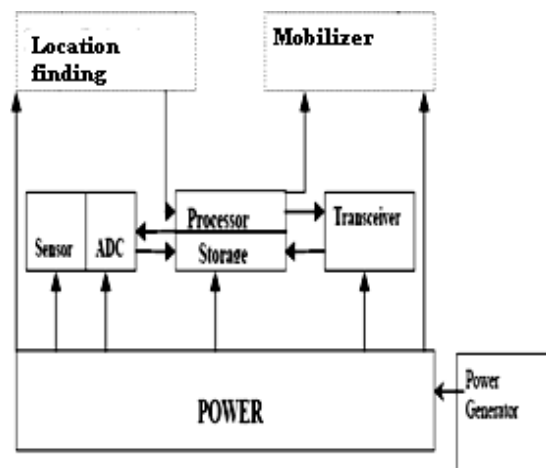 Location
finding
Mobilizer
Sensor
ADC
Processor
Storage
Transceiver
POWER
Power
Generator